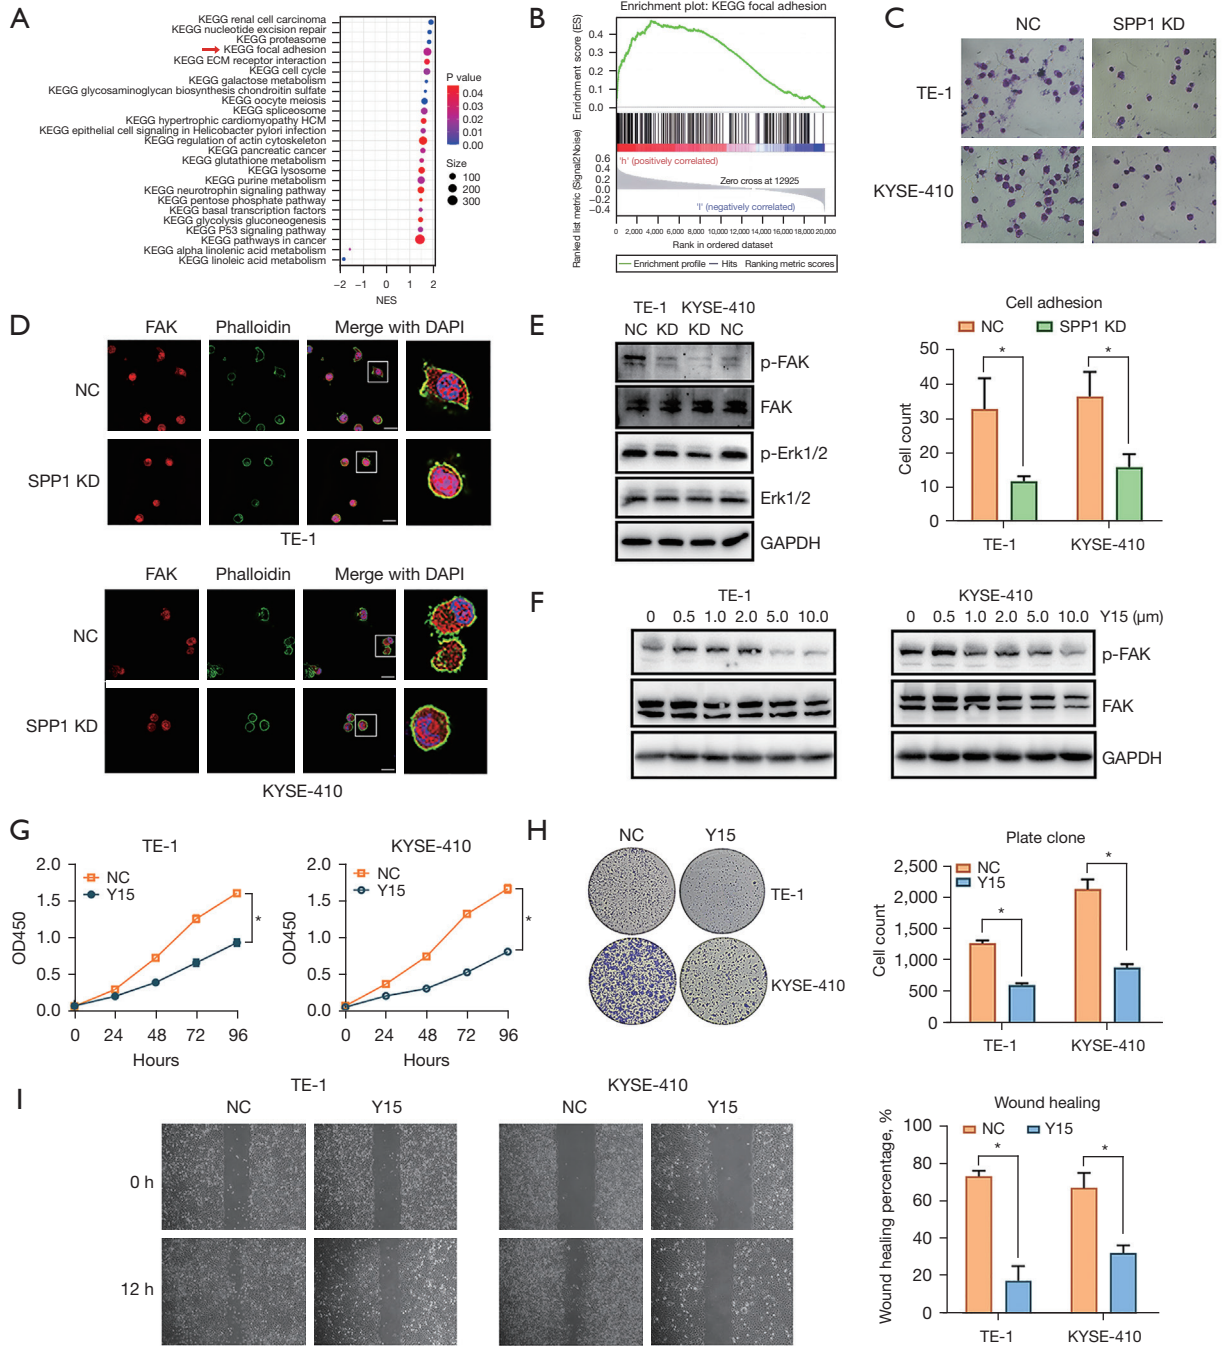 A
KEGG renal cell carcinoma
KEGG nucleotide excision repair
KEGG proteasome
KEGG focal adhesion
KEGG ECM receptor interaction
KEGG cell cycle
KEGG galactose metabolism
KEGG glycosaminoglycan biosynthesis chondroitin sulfate
KEGG oocyte meiosis
KEGG spliceosome
KEGG hypertrophic cardiomyopathy HCM
KEGG epithelial cell signaling in Helicobacter pylori infection
KEGG regulation of actin cytoskeleton
KEGG pancreatic cancer
KEGG glutathione metabolism
KEGG lysosome
KEGG purine metabolism
KEGG neurotrophin signaling pathway
KEGG pentose phosphate pathway
KEGG basal transcription factors
KEGG glycolysis gluconeogenesis
KEGG P53 signaling pathway
KEGG pathways in cancer
KEGG alpha linolenic acid metabolism
KEGG linoleic acid metabolism
−2 −1 0 1 2
NES
P value
0.04
0.03
0.02
0.01
0.00
Size
100
200
300
B
Enrichment plot: KEGG focal adhesion
Enrichment score (ES)
0.4
0.3
0.2
0.1
0.0
Ranked list metric (Signal2Noise)
0.6
0.4
0.2
0.0
−0.2
−0.4
'h' (positively correlated)
Zero cross at 12925
'l' (negatively correlated)
0 2,000 4,000 6,000 8,000 10,000 12,000 14,000 16,000 18,000 20,000
Rank in ordered dataset
Enrichment profile Hits Ranking metric scores
C
NC SPP1 KD
TE-1
KYSE-410
Cell adhesion
NC SPP1 KD
Cell count
50
40
30
20
10
0
* *
TE-1 KYSE-410
D
FAK Phalloidin Merge with DAPI
NC
SPP1 KD
TE-1
FAK Phalloidin Merge with DAPI
NC
SPP1 KD
KYSE-410
E
TE-1 KYSE-410
NC KD KD NC
p-FAK
FAK
p-Erk1/2
Erk1/2
GAPDH
F
TE-1 KYSE-410
0 0.5 1.0 2.0 5.0 10.0 0 0.5 1.0 2.0 5.0 10.0 Y15 (μm)
p-FAK
FAK
GAPDH
G
TE-1
NC
Y15
OD450
2.0
1.5
1.0
0.5
0.0
*
0 24 48 72 96
Hours
KYSE-410
NC
Y15
OD450
2.0
1.5
1.0
0.5
0.0
*
0 24 48 72 96
Hours
H
NC Y15
TE-1
KYSE-410
Plate clone
NC
Y15
Cell count
2,500
2,000
1,500
1,000
500
0
* *
TE-1 KYSE-410
I
TE-1 KYSE-410
NC Y15 NC Y15
0 h
12 h
Wound healing
NC Y15
Wound healing percentage, %
100
80
60
40
20
0
* *
TE-1 KYSE-410